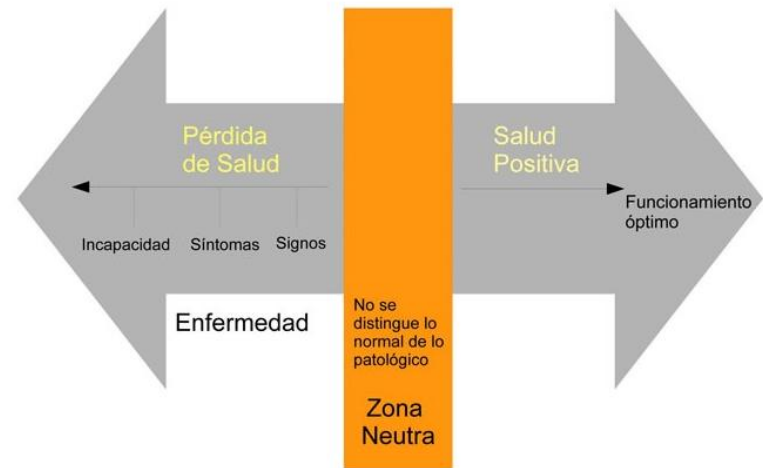 Pérdida
de Salud
Incapacidad
Síntomas
Signos
Enfermedad
No se
distingue lo
normal de lo
patológico
Zona
Neutra
Salud
Positiva
Funcionamiento
óptimo